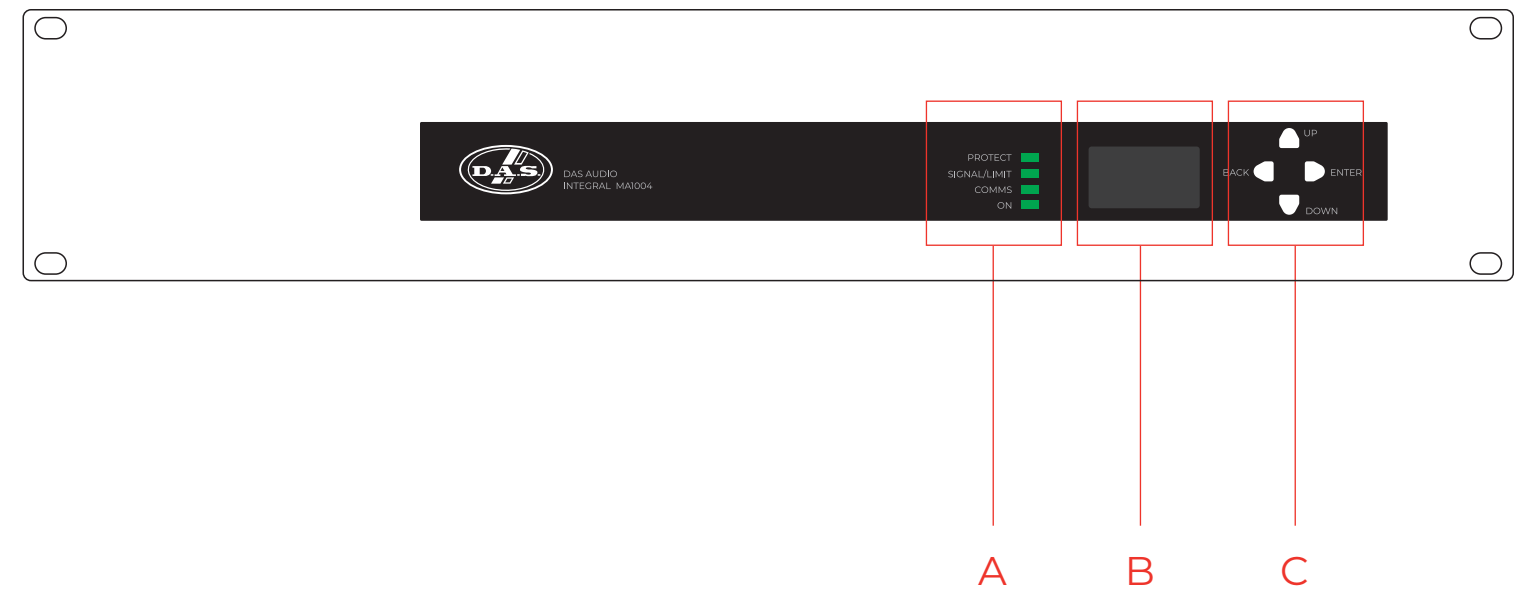 D.A.S.
DAS AUDIO
INTEGRAL MA1004
PROTECT
SIGNAL/LIMIT
COMMS
ON
UP
BACK
ENTER
DOWN
A
B
C